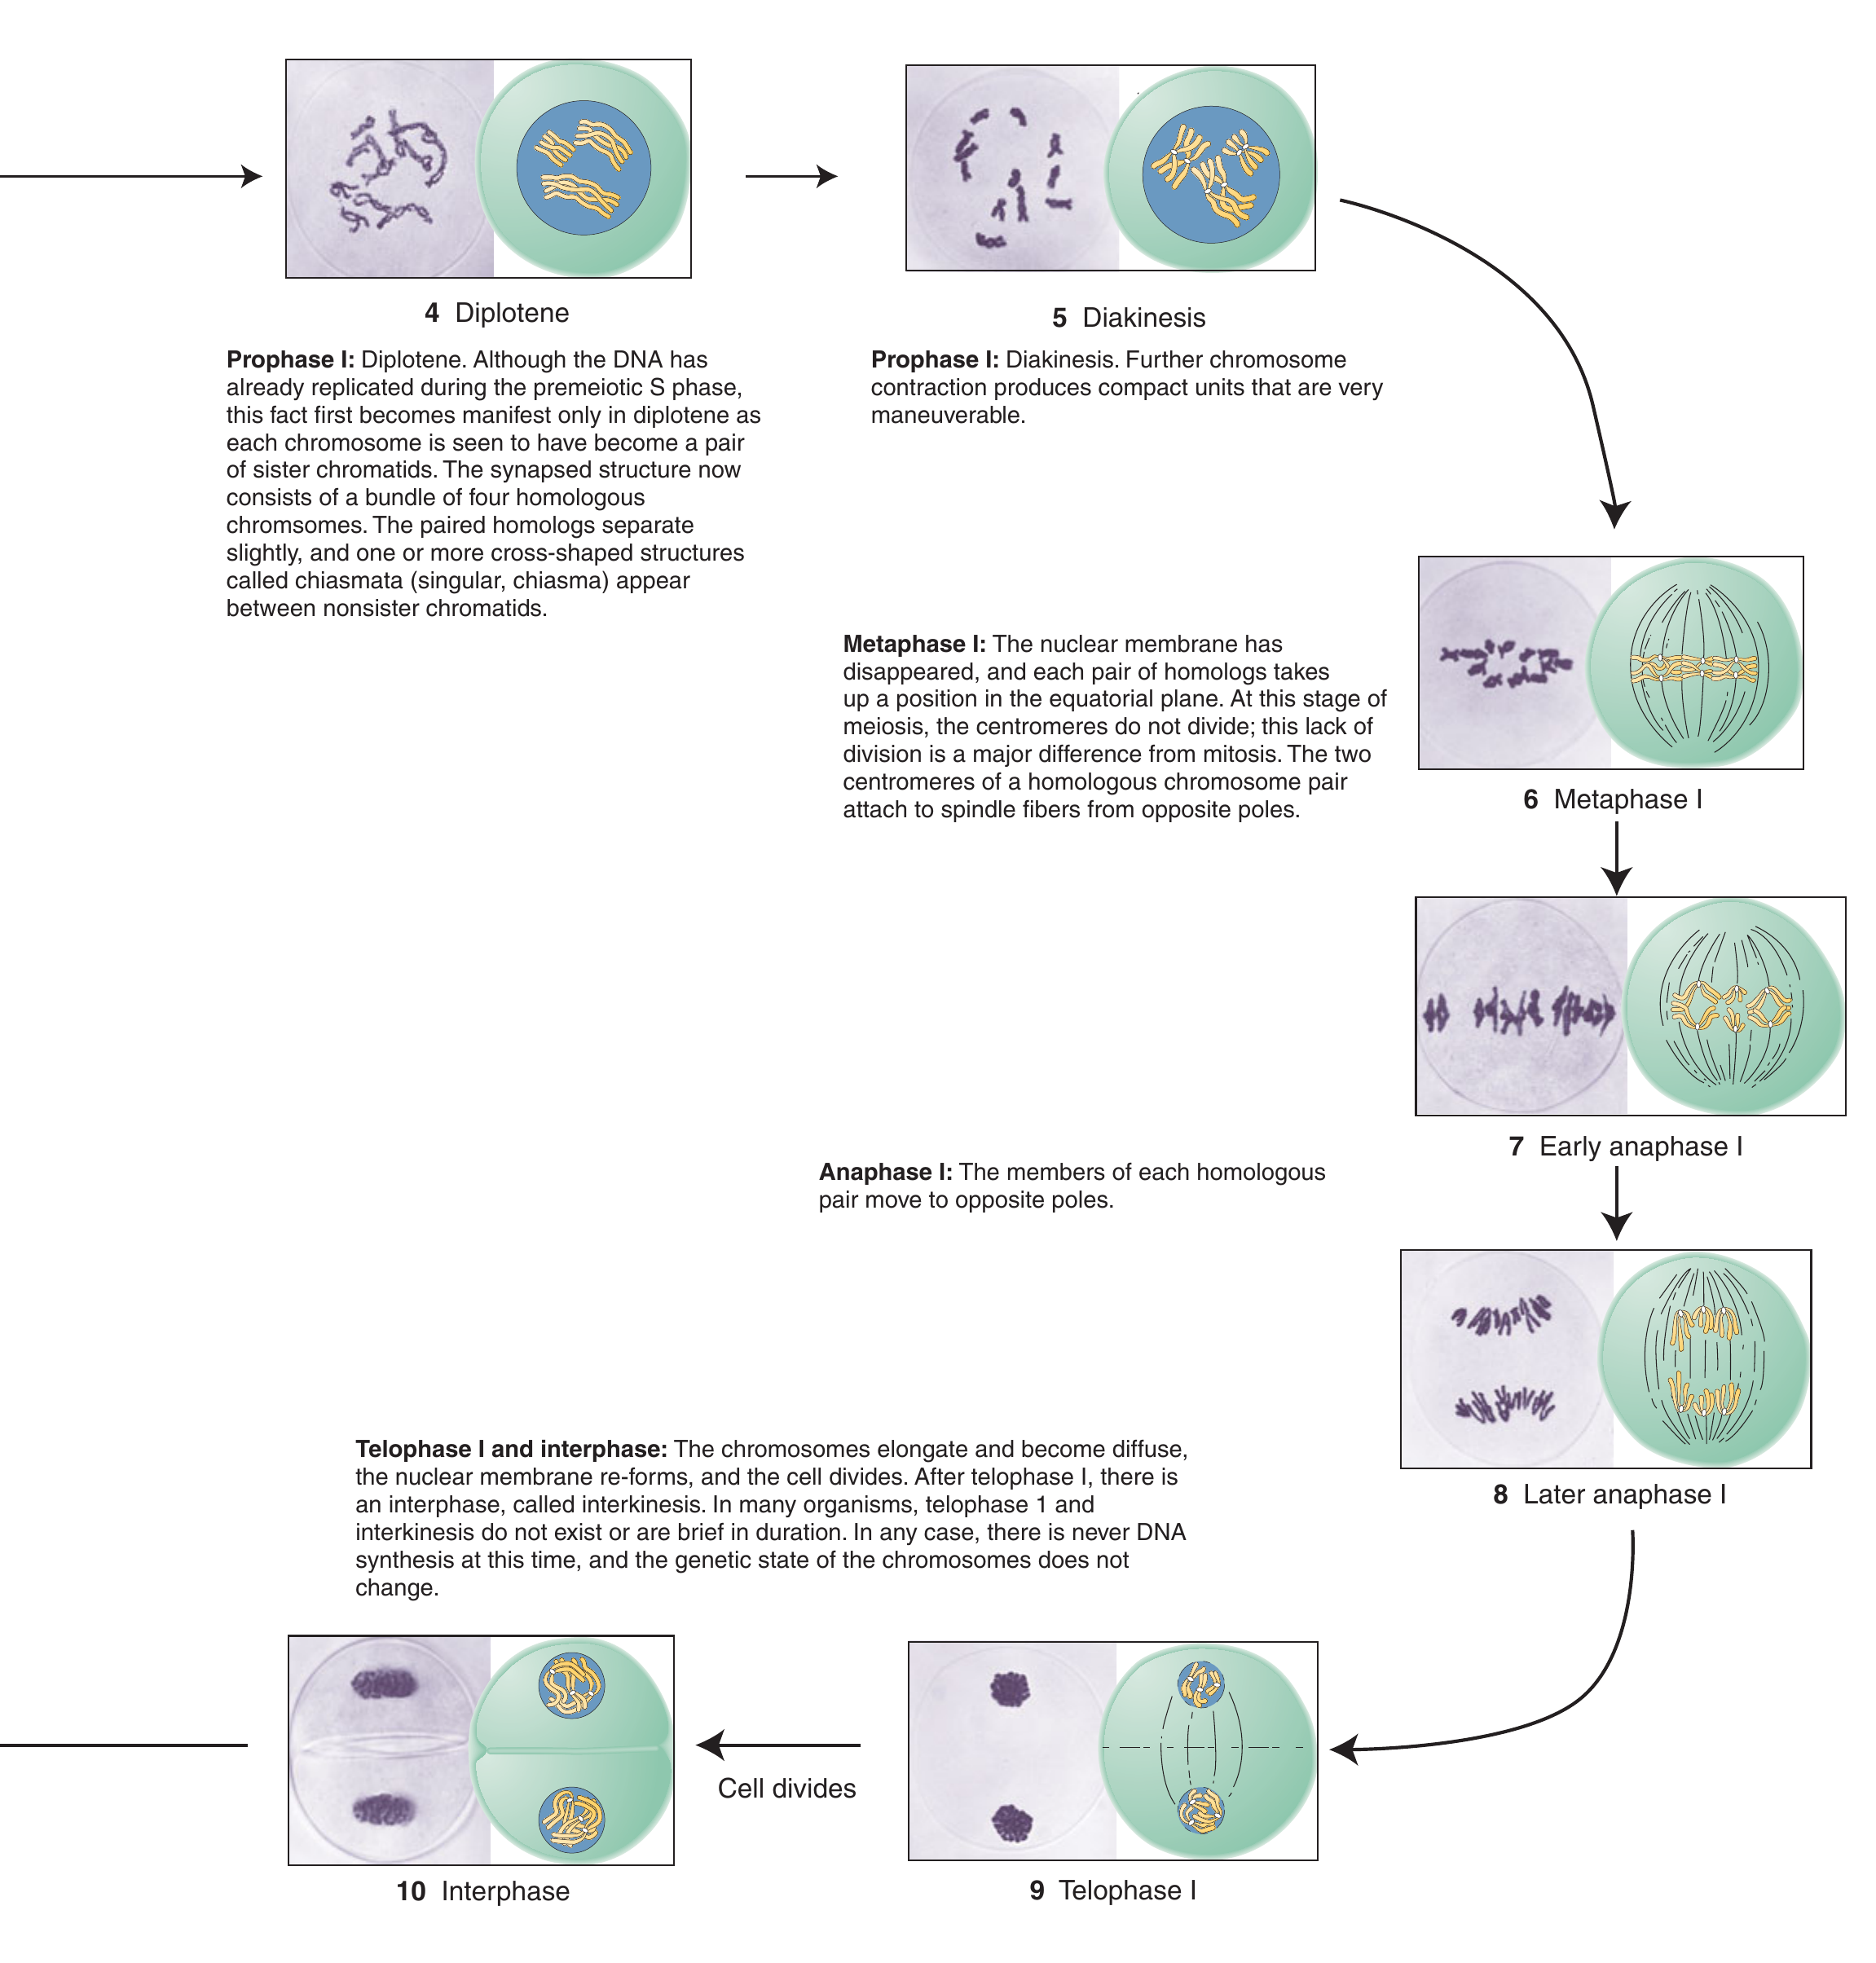 4 Diplotene
Prophase I: Diplotene. Although the DNA has
already replicated during the premeiotic S phase,
this fact first becomes manifest only in diplotene as
each chromosome is seen to have become a pair
of sister chromatids. The synapsed structure now
consists of a bundle of four homologous
chromsomes. The paired homologs separate
slightly, and one or more cross-shaped structures
called chiasmata (singular, chiasma) appear
between nonsister chromatids.
5 Diakinesis
Prophase I: Diakinesis. Further chromosome
contraction produces compact units that are very
maneuverable.
Metaphase I: The nuclear membrane has
disappeared, and each pair of homologs takes
up a position in the equatorial plane. At this stage of
meiosis, the centromeres do not divide; this lack of
division is a major difference from mitosis. The two
centromeres of a homologous chromosome pair
attach to spindle fibers from opposite poles.
6 Metaphase I
7 Early anaphase I
Anaphase I: The members of each homologous
pair move to opposite poles.
8 Later anaphase I
Telophase I and interphase: The chromosomes elongate and become diffuse,
the nuclear membrane re-forms, and the cell divides. After telophase I, there is
an interphase, called interkinesis. In many organisms, telophase 1 and
interkinesis do not exist or are brief in duration. In any case, there is never DNA
synthesis at this time, and the genetic state of the chromosomes does not
change.
Cell divides
10 Interphase
9 Telophase I